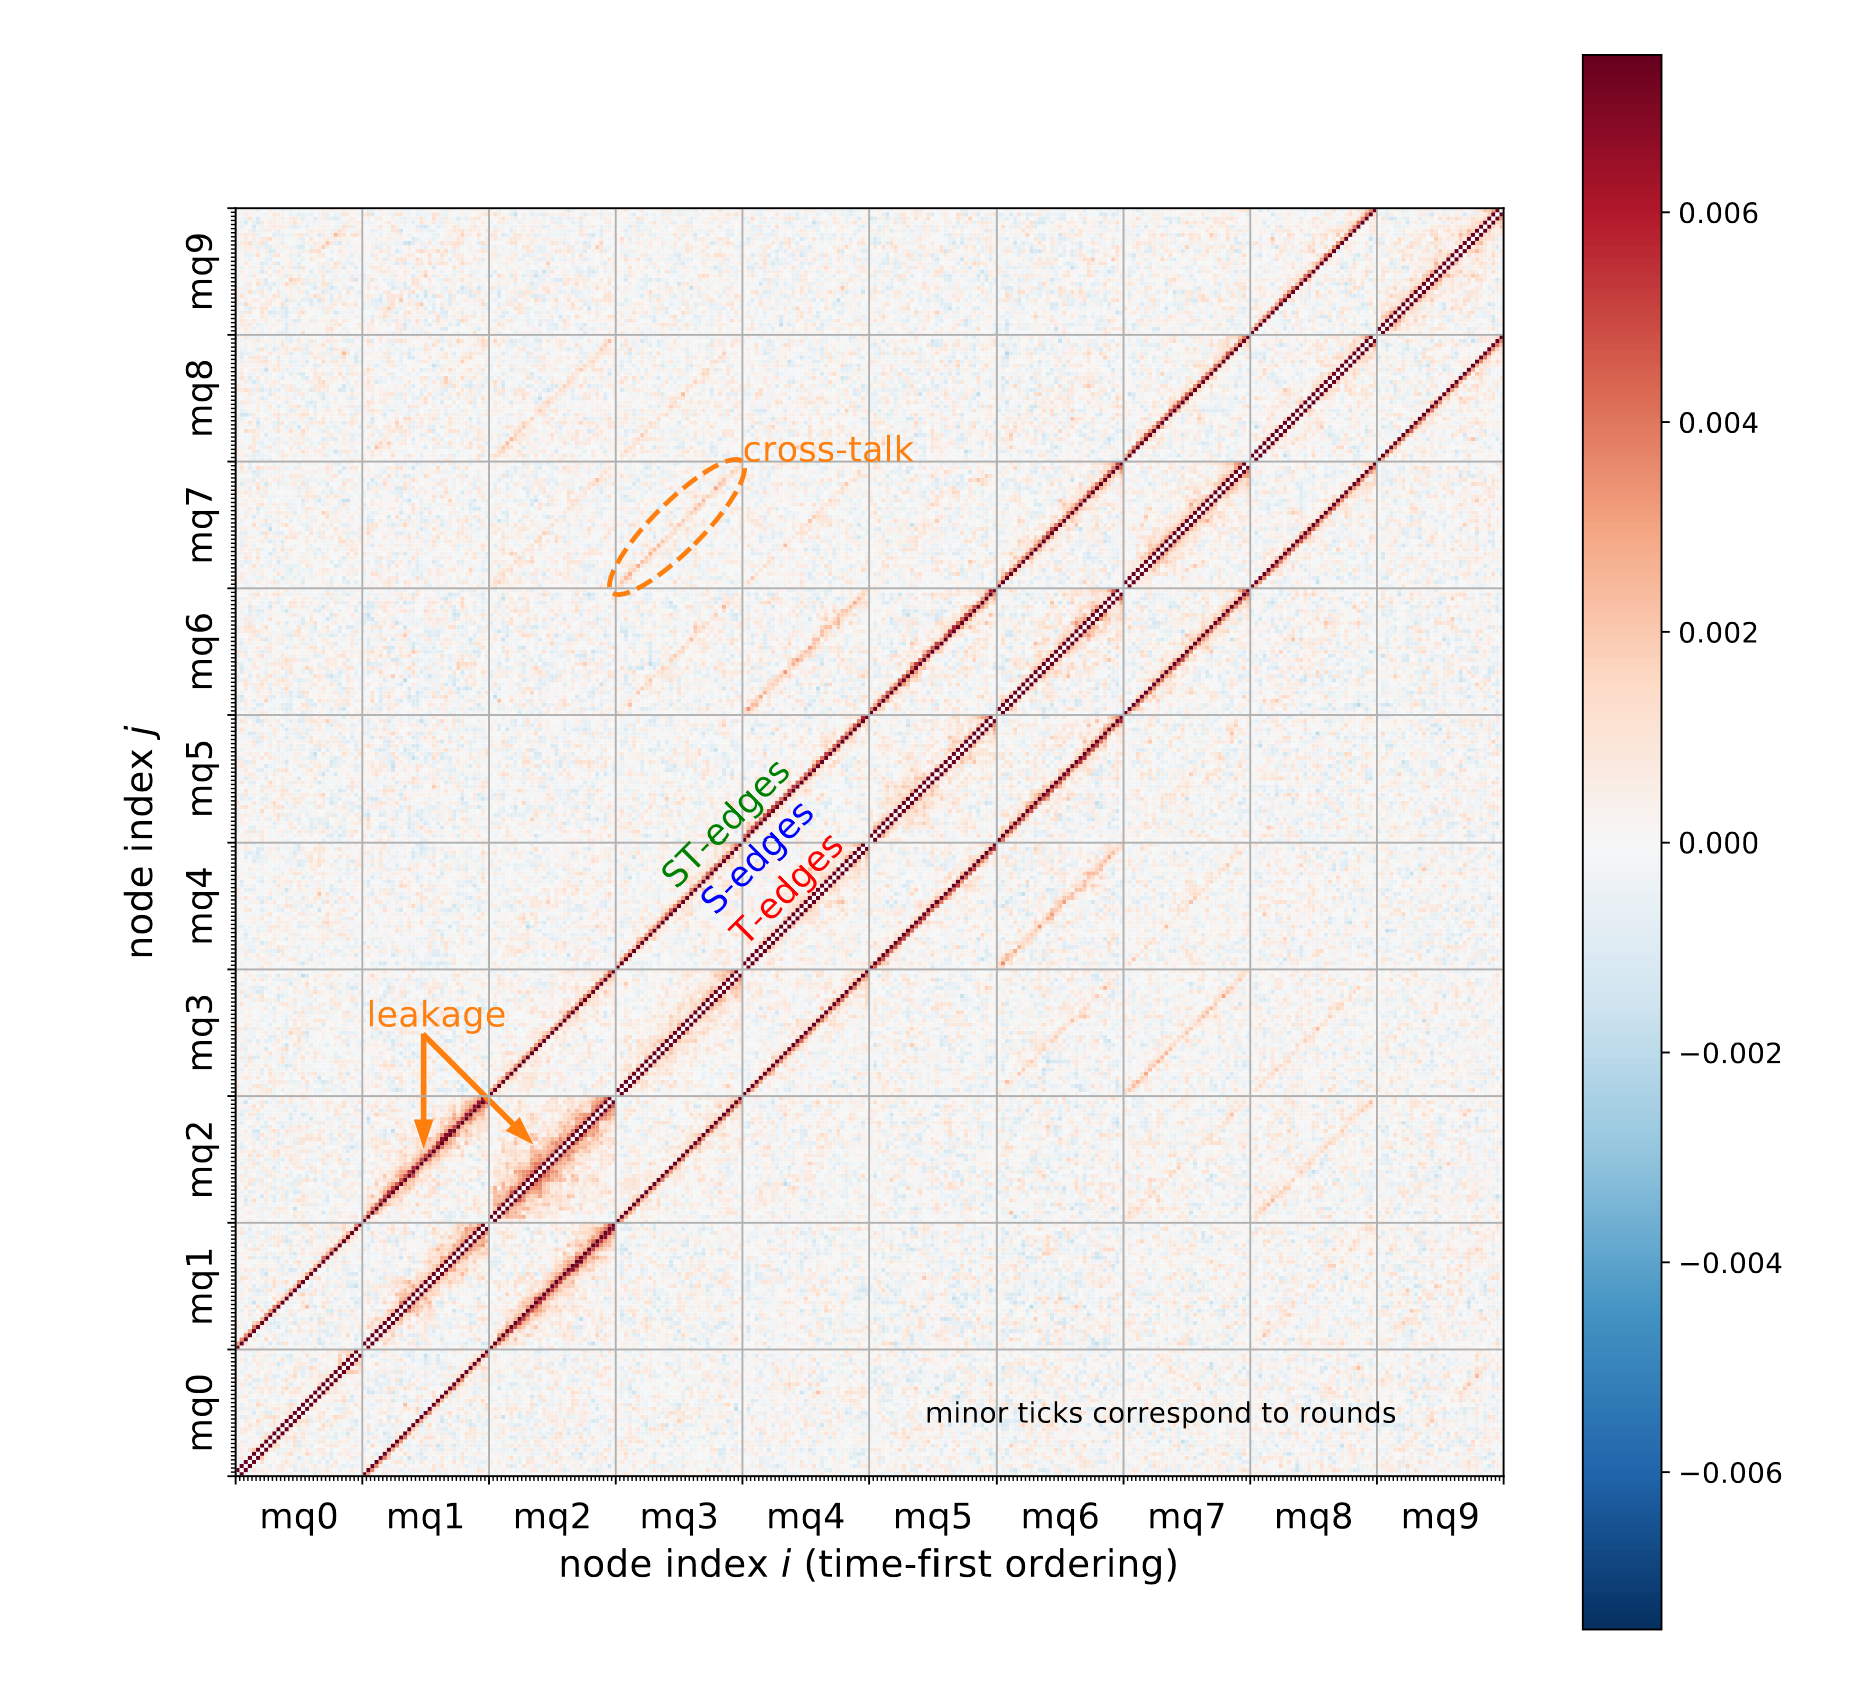 mq9
mq8
mq7
mq6
mq5
mq4
mq3
mq2
mq1
mq0
node index j
cross-talk
ST-edges
S-edges
T-edges
leakage
minor ticks correspond to rounds
mq0 mq1 mq2 mq3 mq4 mq5 mq6 mq7 mq8 mq9
node index i (time-first ordering)
0.006
0.004
0.002
0.000
−0.002
−0.004
−0.006